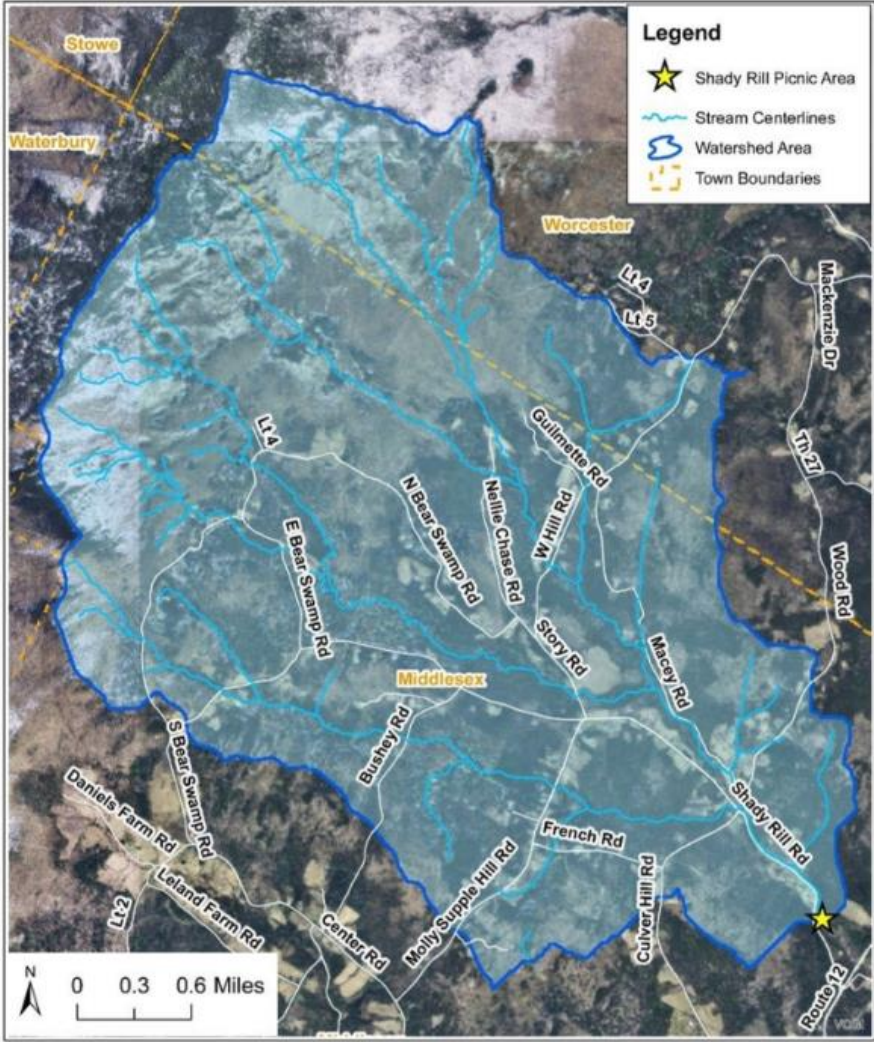 Stowe
Waterbury
Legend
Shady Rill Picnic Area
Stream Centerlines
Watershed Area
Town Boundaries
Worcester
Lt 4
Lt 5
Mackenzie Dr
Th 27
Wood Rd
Guilmette Rd
Lt 4
N Bear Swamp Rd
Nellie Chase Rd
W Hill Rd
E Bear Swamp Rd
Story Rd
Macey Rd
Middlesex
Bushey Rd
S Bear Swamp Rd
Shady Rill Rd
Daniels Farm Rd
French Rd
Molly Supple Hill Rd
Culver Hill Rd
Leland Farm Rd
Lt 2
Center Rd
Route 12
N
0 0.3 0.6 Miles